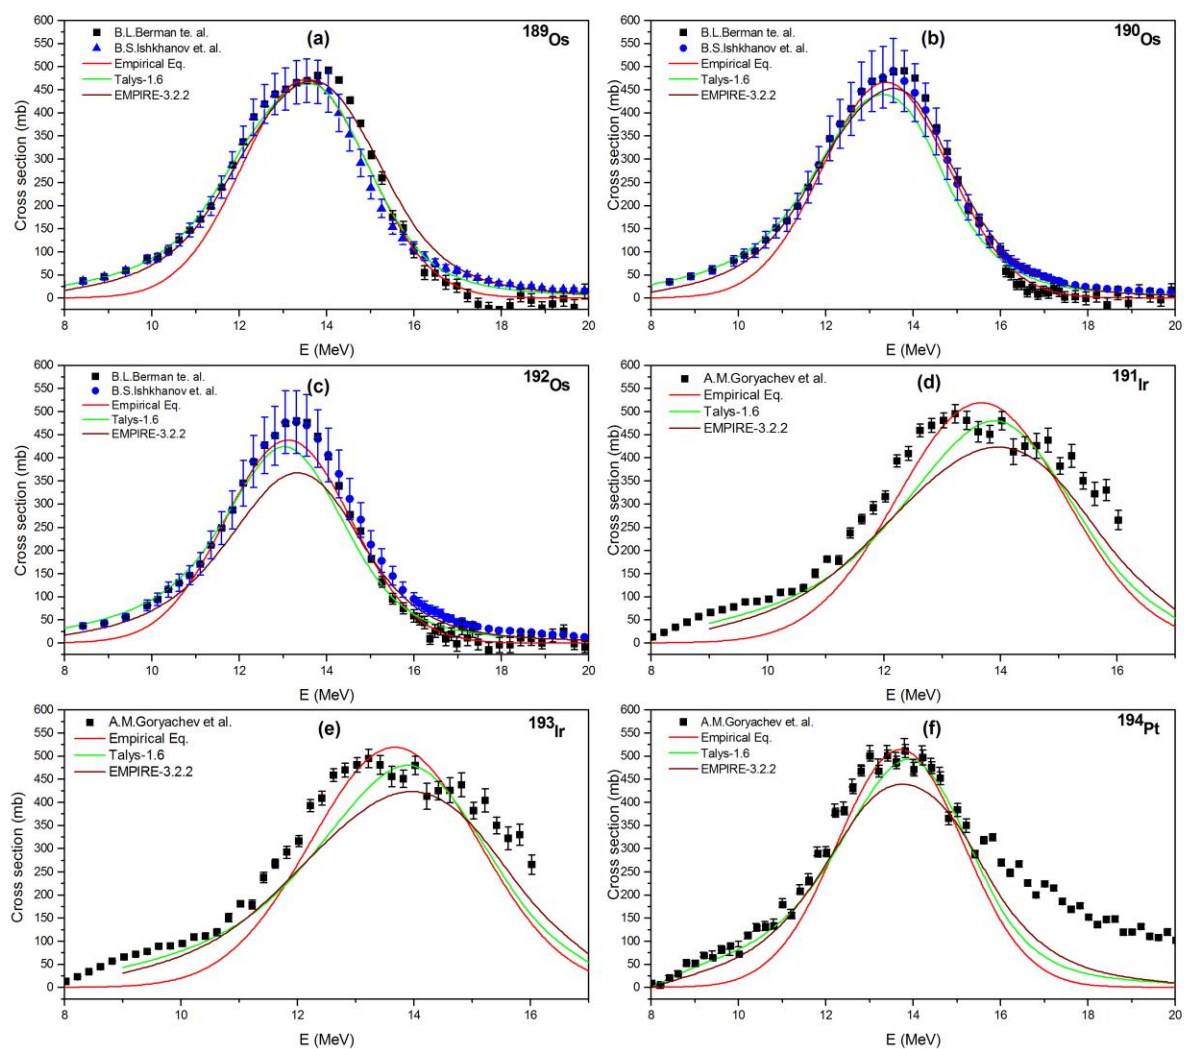 (a)
189Os
B.L.Berman te. al.
B.S.Ishkhanov et. al.
Empirical Eq.
Talys-1.6
EMPIRE-3.2.2
Cross section (mb)
600
550
500
450
400
350
300
250
200
150
100
50
0
8 10 12 14 16 18 20
E (MeV)
(b)
190Os
B.L.Berman te. al.
B.S.Ishkhanov et. al.
Empirical Eq.
Talys-1.6
EMPIRE-3.2.2
Cross section (mb)
600
550
500
450
400
350
300
250
200
150
100
50
0
8 10 12 14 16 18 20
E (MeV)
(c)
192Os
B.L.Berman te. al.
B.S.Ishkhanov et. al.
Empirical Eq.
Talys-1.6
EMPIRE-3.2.2
Cross section (mb)
600
550
500
450
400
350
300
250
200
150
100
50
0
8 10 12 14 16 18 20
E (MeV)
(d)
191Ir
A.M.Goryachev et al.
Empirical Eq.
Talys-1.6
EMPIRE-3.2.2
Cross section (mb)
600
550
500
450
400
350
300
250
200
150
100
50
0
8 10 12 14 16
E (MeV)
(e)
193Ir
A.M.Goryachev et al.
Empirical Eq.
Talys-1.6
EMPIRE-3.2.2
Cross section (mb)
600
550
500
450
400
350
300
250
200
150
100
50
0
8 10 12 14 16
E (MeV)
(f)
194Pt
A.M.Goryachev et. al.
Empirical Eq.
Talys-1.6
EMPIRE-3.2.2
Cross section (mb)
600
550
500
450
400
350
300
250
200
150
100
50
0
8 10 12 14 16 18 20
E (MeV)